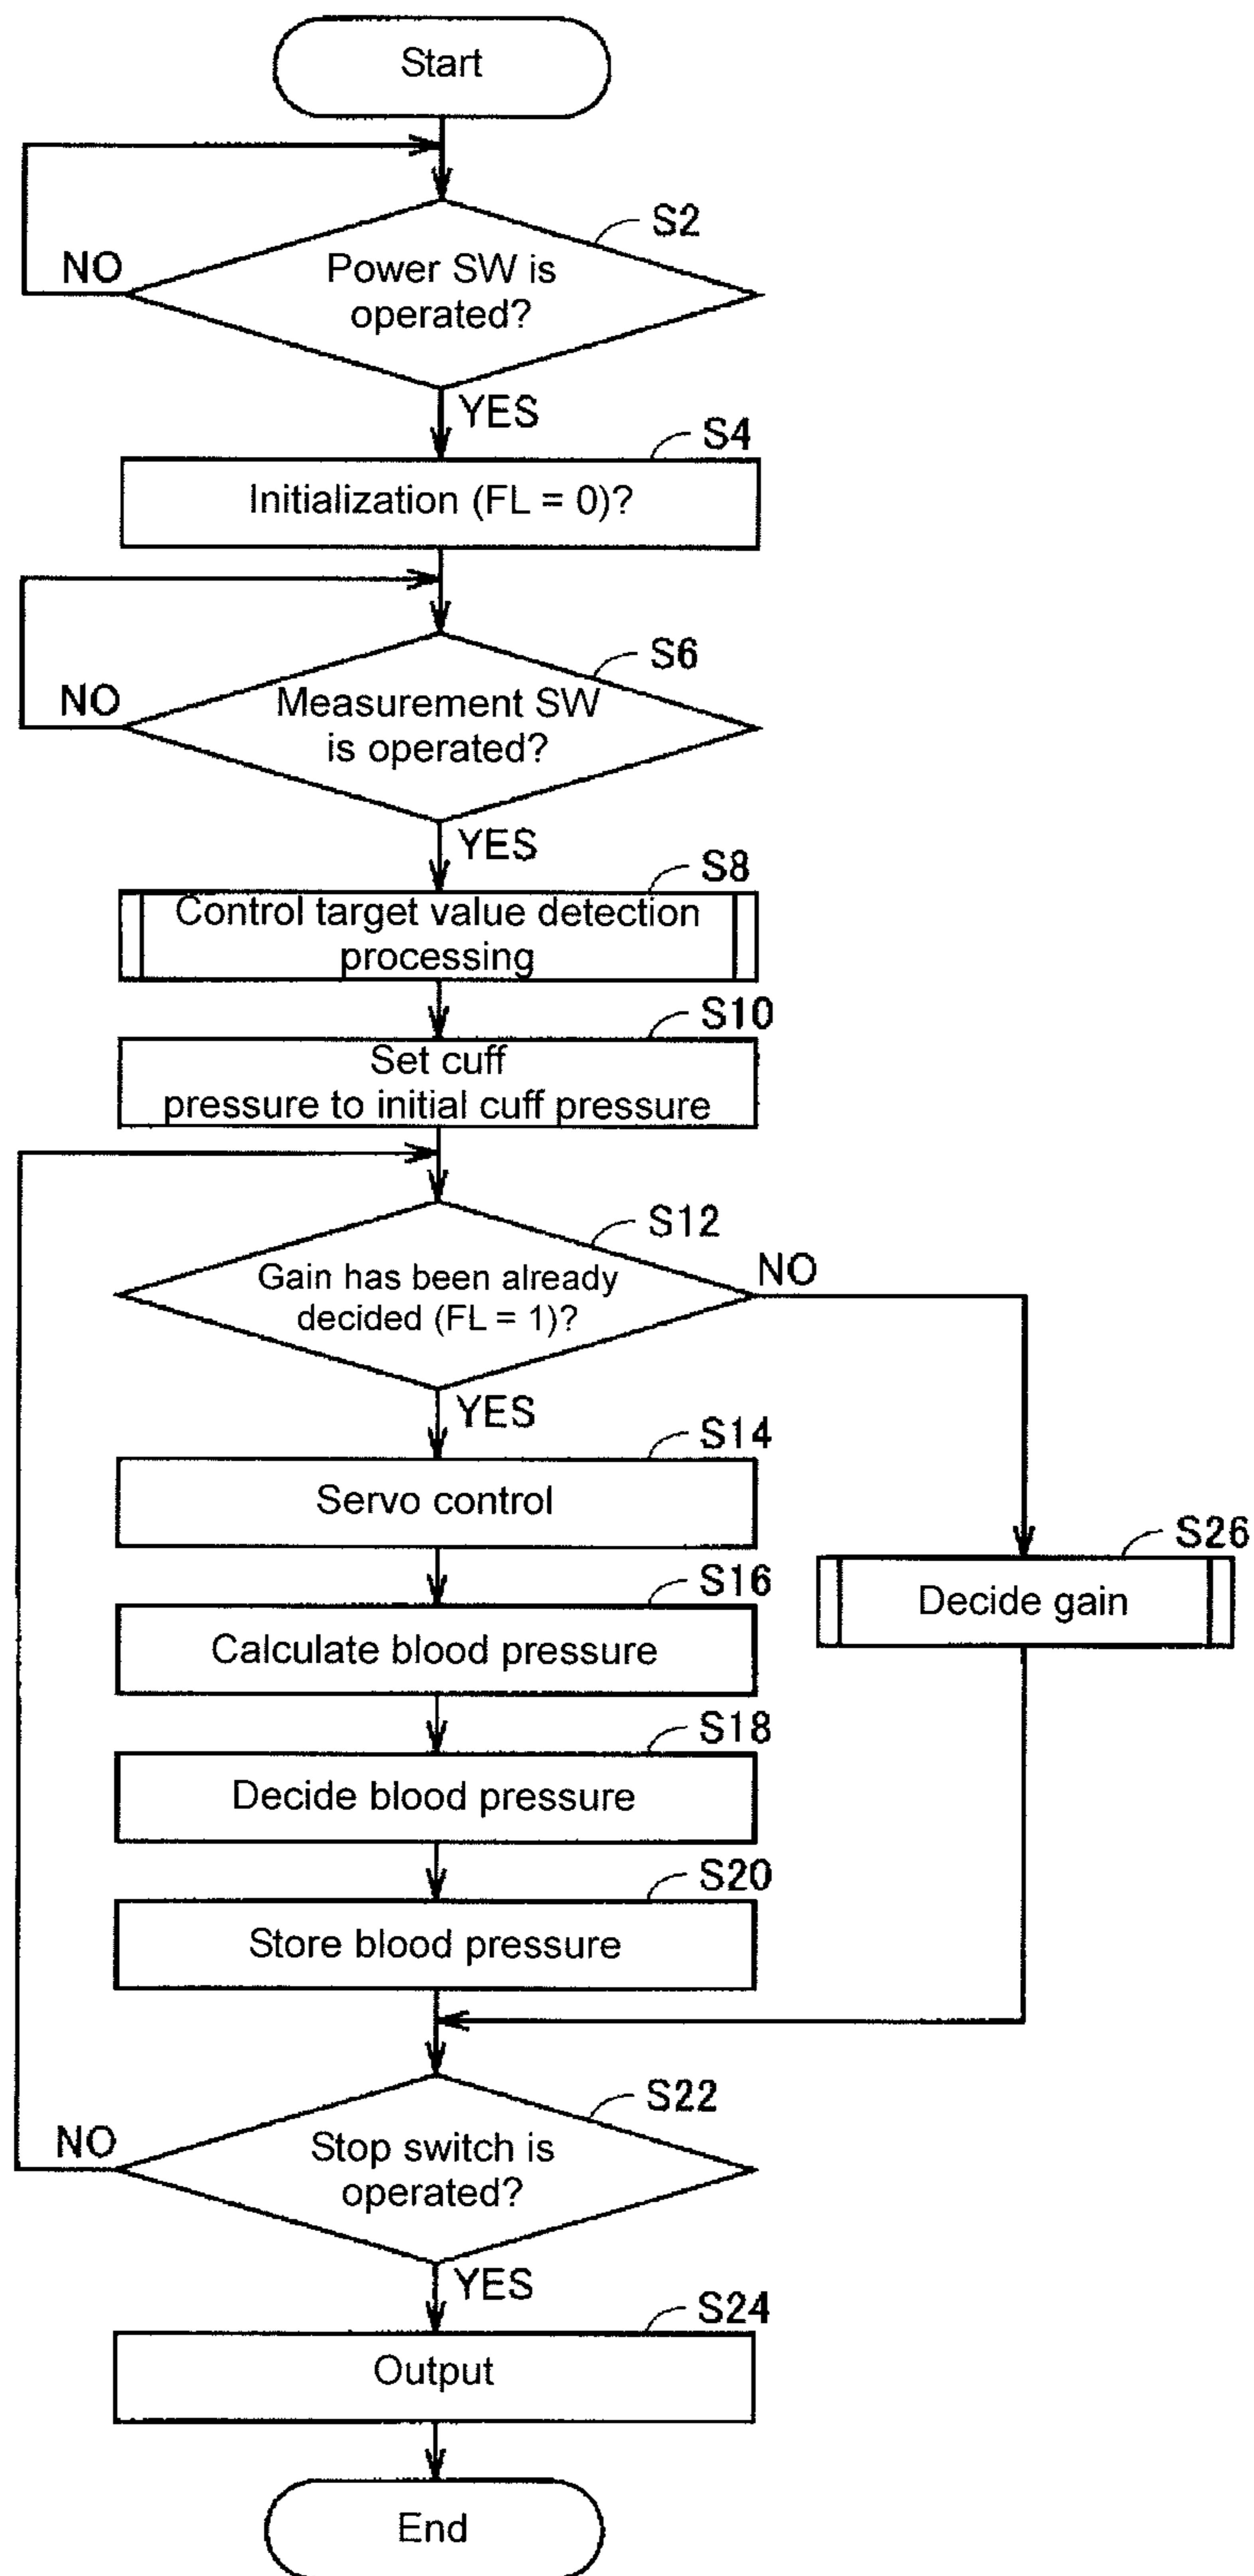 Start
S2
NO
Power SW is
operated?
YES
S4
Initialization (FL = 0)?
S6
NO
Measurement SW
is operated?
YES
S8
Control target value detection
processing
S10
Set cuff
pressure to initial cuff pressure
S12
NO
Gain has been already
decided (FL = 1)?
YES
S14
Servo control
S26
Decide gain
S16
Calculate blood pressure
S18
Decide blood pressure
S20
Store blood pressure
S22
NO
Stop switch is
operated?
YES
S24
Output
End